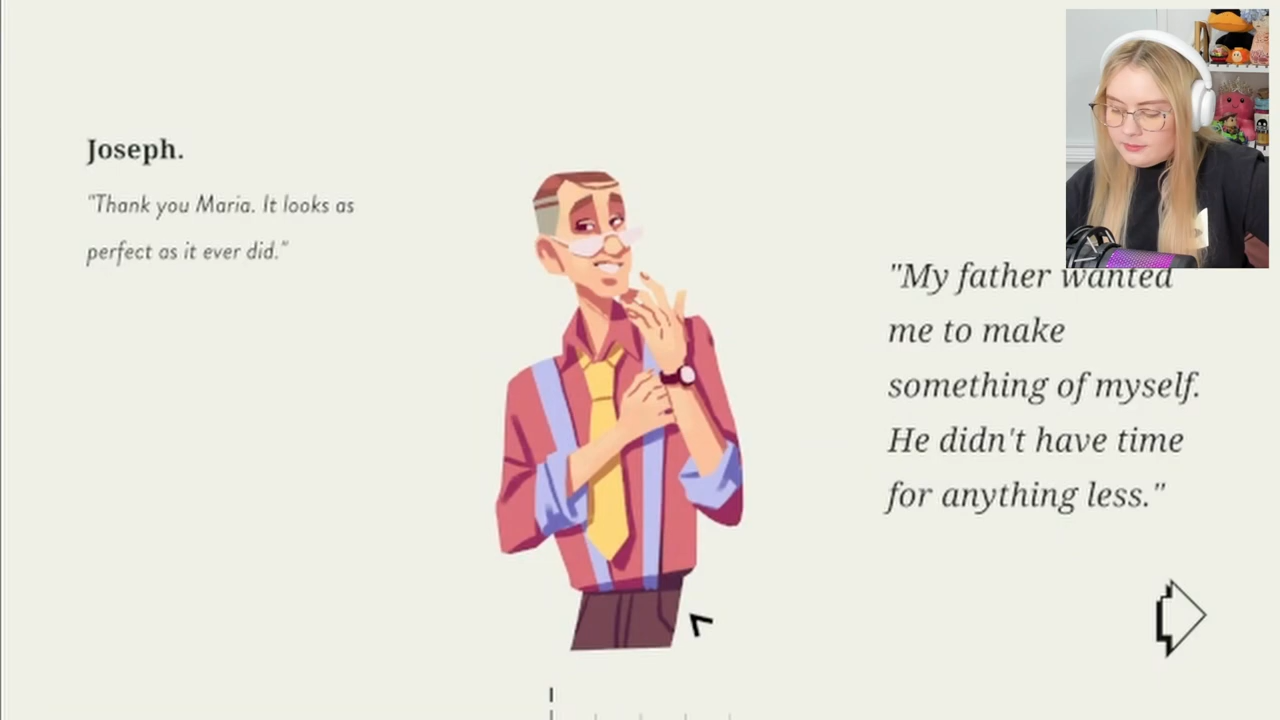 Joseph.
"Thank you Maria. It looks as
perfect as it ever did."
"My father wanted
me to make
something of myself.
He didn't have time
for anything less."